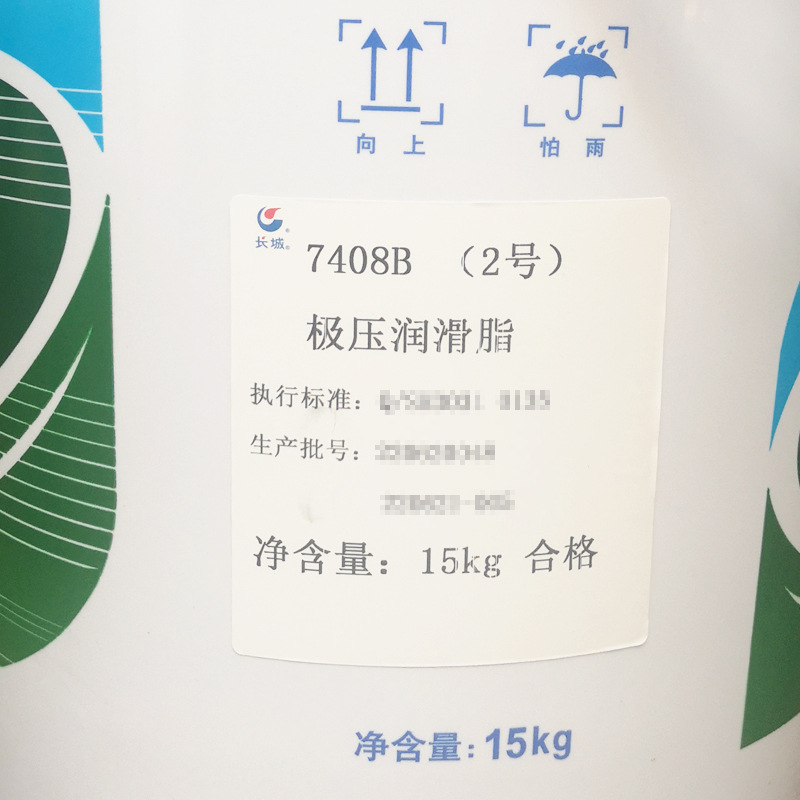 向上
怕雨
长城
7408B （2号）
极压润滑脂
执行标准：
生产批号：
净含量：15kg 合格
净含量：15kg